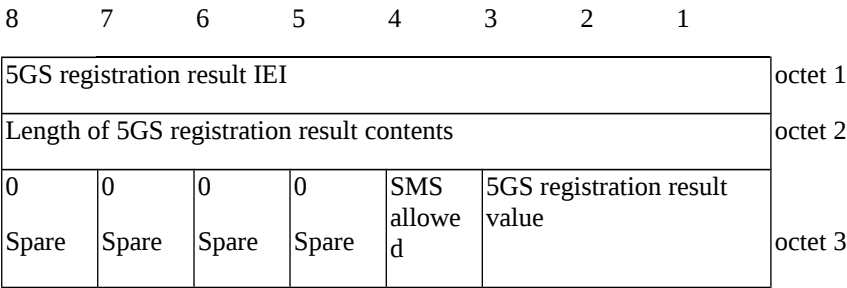 8 7 6 5 4 3 2 1
5GS registration result IEI octet 1
Length of 5GS registration result contents octet 2
0 0 0 0 SMS 5GS registration result
allowe value
Spare Spare Spare Spare d octet 3